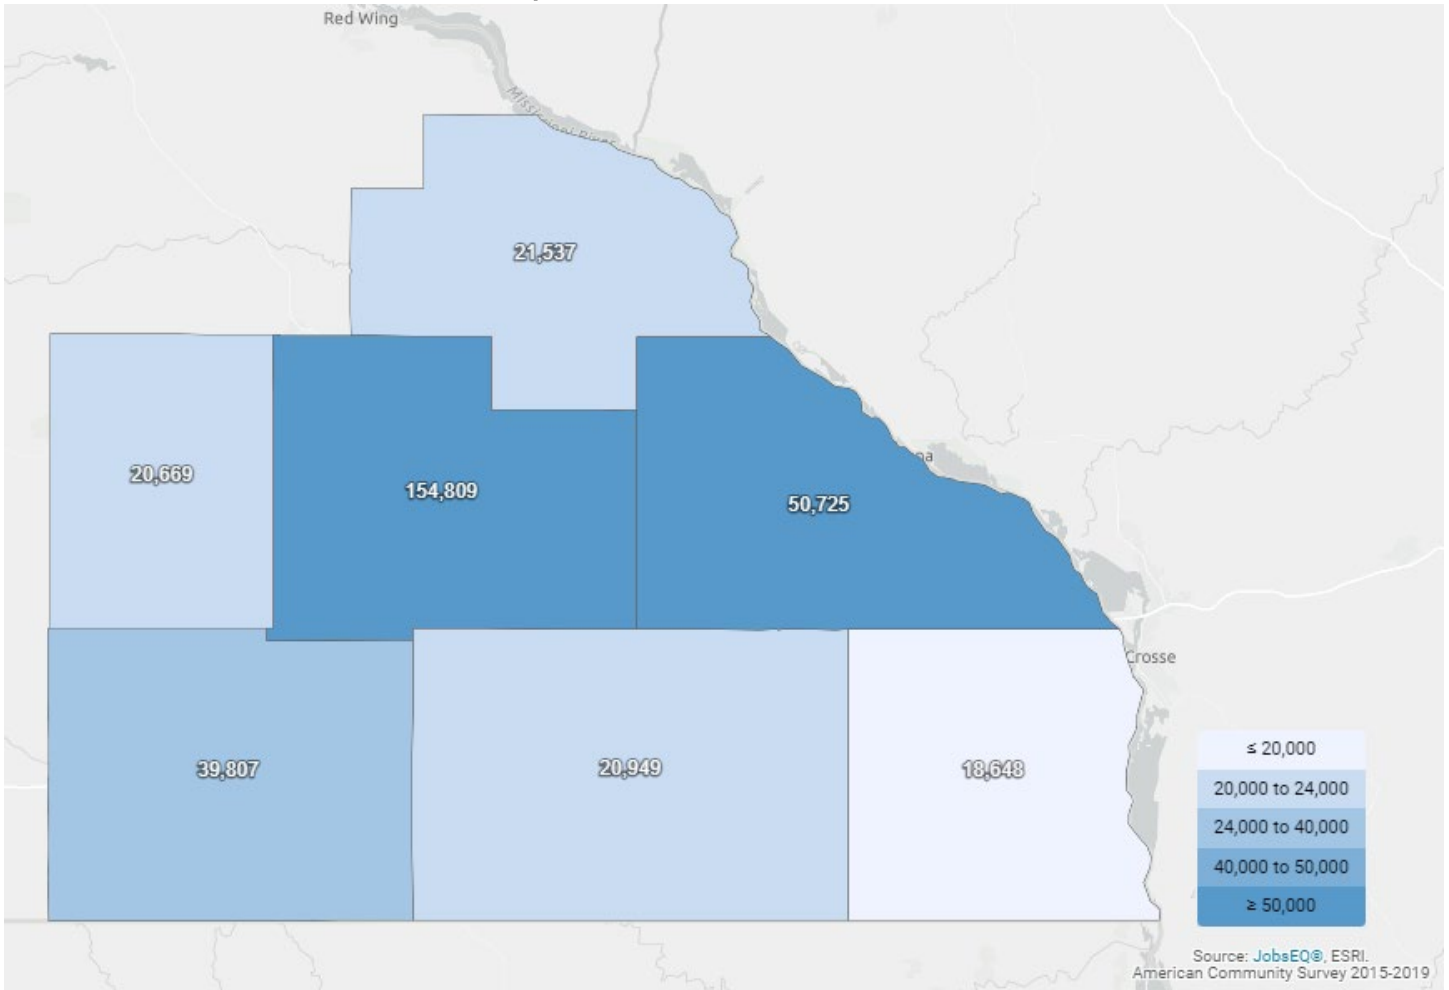 Red Wing
Mississippi River
21,537
20,669
154,809
50,725
39,807
20,949
18,648
Crosse
≤ 20,000
20,000 to 24,000
24,000 to 40,000
40,000 to 50,000
≥ 50,000
Source: JobsEQ®, ESRI.
American Community Survey 2015-2019